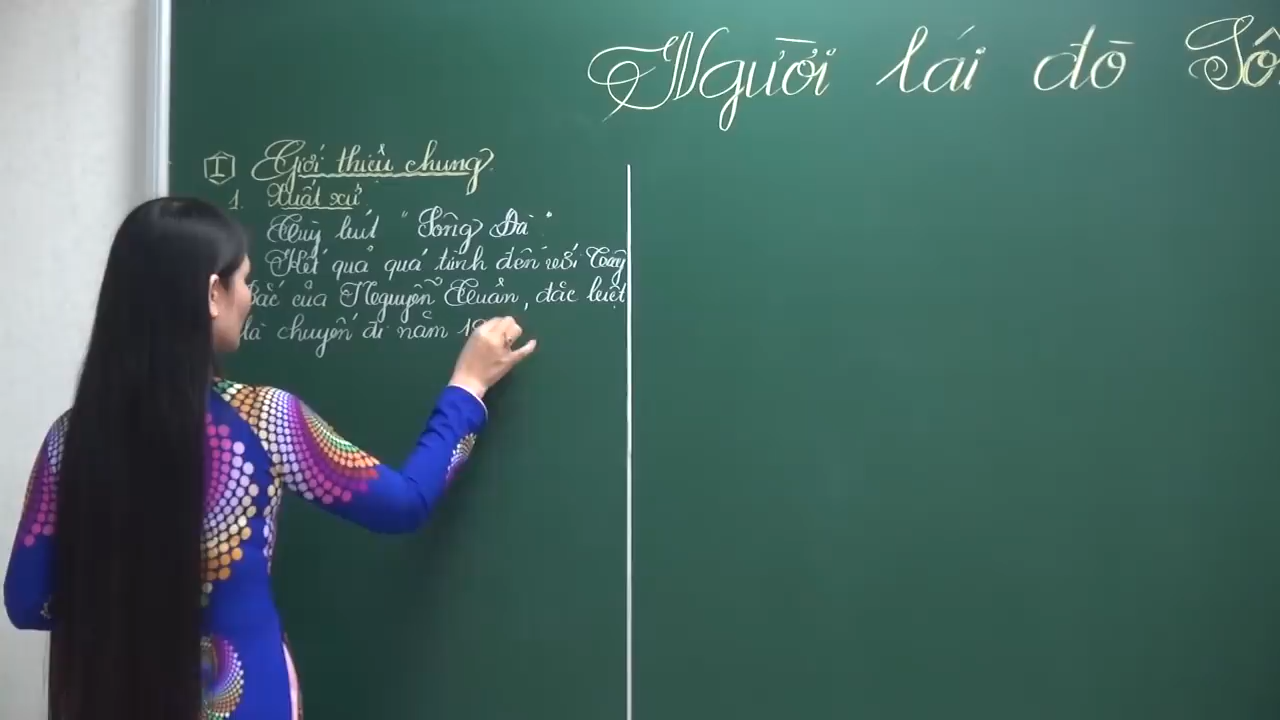 Người lái đò Sô
I Giới thiệu chung
1. Xuất xứ
Tuỳ bút "Sông Đà"
Kết quả quá tình đến với Tây
Bắc của Nguyễn Tuân, đặc biệt
là chuyến đi năm 19